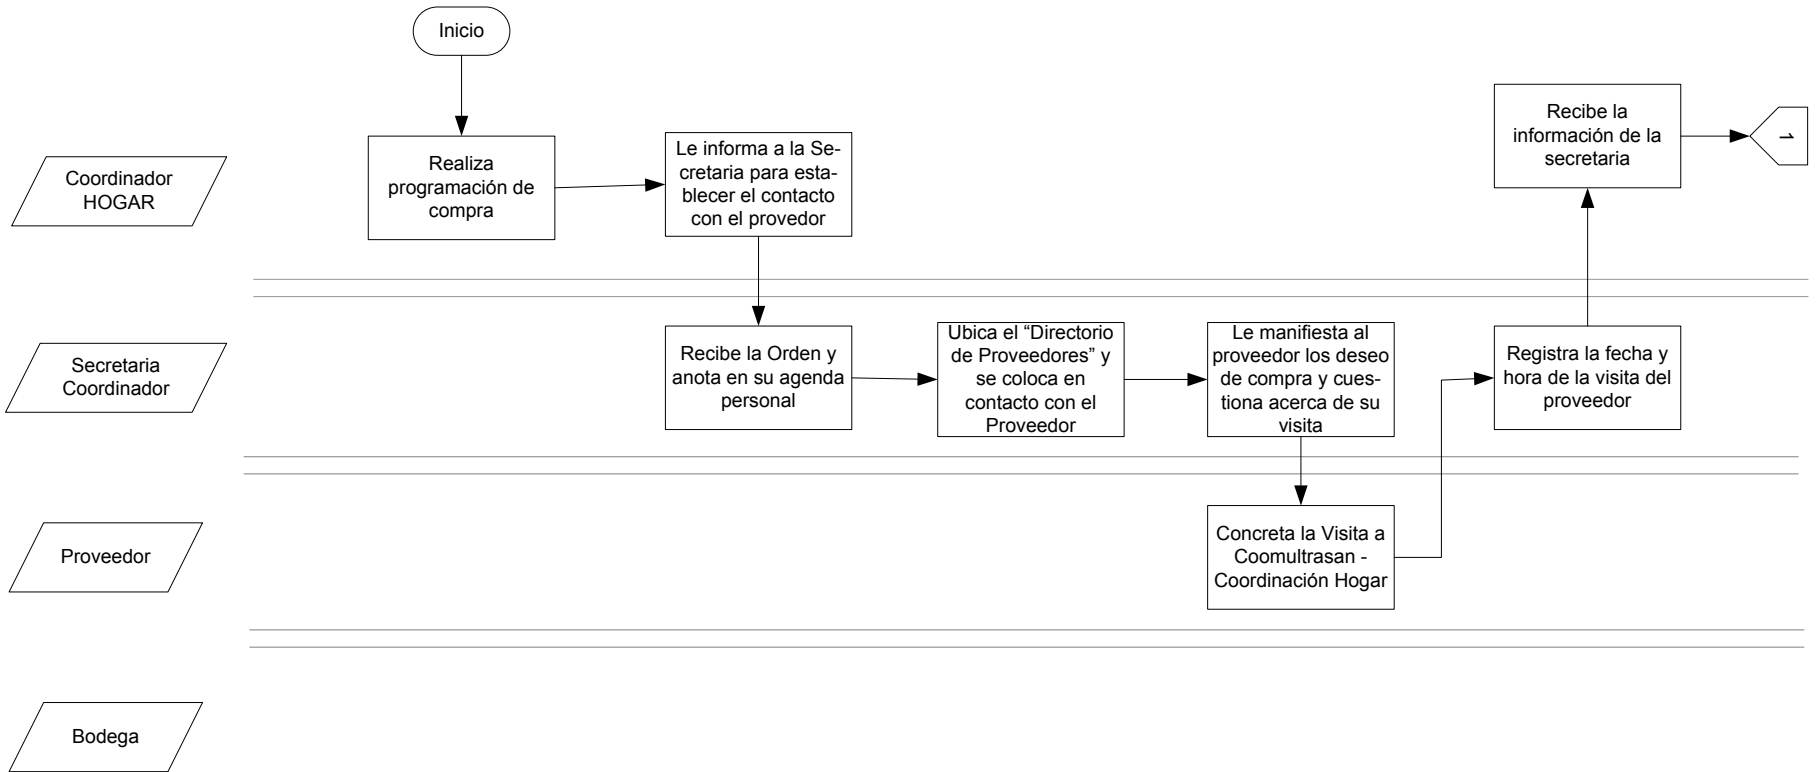 Inicio
Coordinador
HOGAR
Realiza
programación de
compra
Le informa a la Se-
cretaria para esta-
blecer el contacto
con el provedor
Recibe la
información de la
secretaria
1
Secretaria
Coordinador
Recibe la Orden y
anota en su agenda
personal
Ubica el “Directorio
de Proveedores” y
se coloca en
contacto con el
Proveedor
Le manifiesta al
proveedor los deseo
de compra y cues-
tiona acerca de su
visita
Registra la fecha y
hora de la visita del
proveedor
Proveedor
Concreta la Visita a
Coomultrasan -
Coordinación Hogar
Bodega